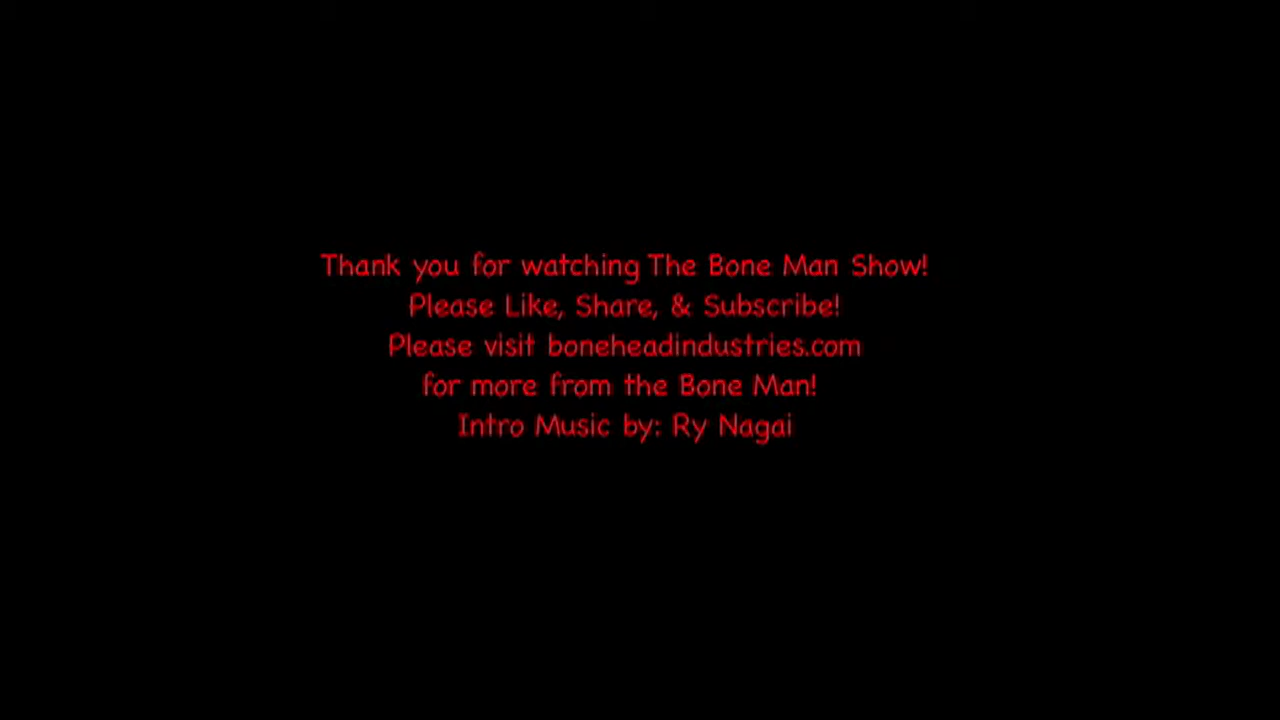 Thank you for watching The Bone Man Show!
Please Like, Share, & Subscribe!
Please visit boneheadindustries.com
for more from the Bone Man!
Intro Music by: Ry Nagai